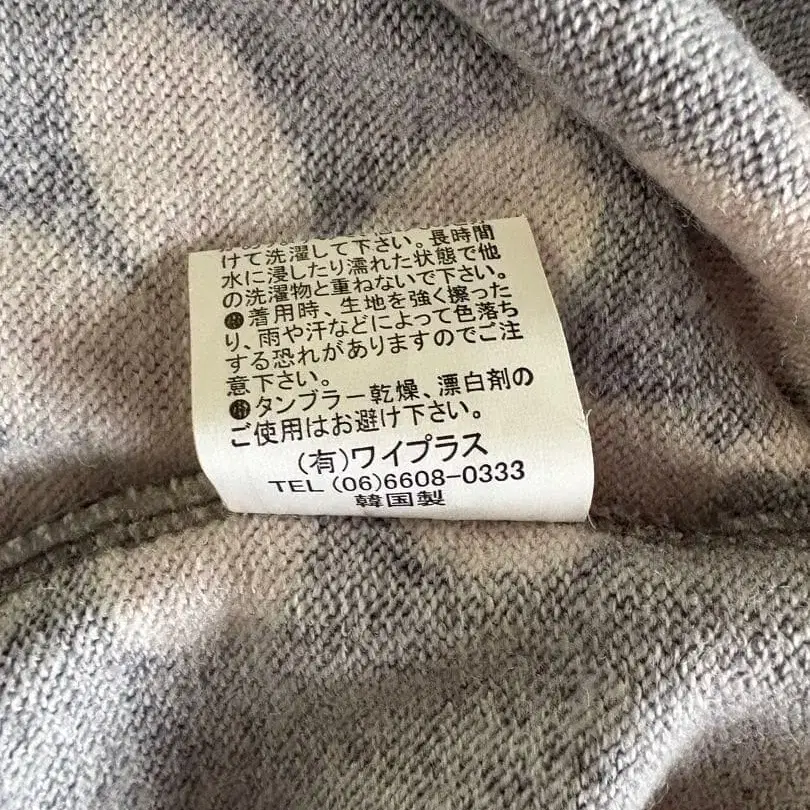 けて洗濯して下さい。長時間
水に浸したり濡れた状態で他
の洗濯物と重ねないで下さい。
●着用時、生地を強く擦った
り、雨や汗などによって色落ち
する恐れがありますのでご注
意下さい。
●タンブラー乾燥、漂白剤の
ご使用はお避け下さい。
(有)ワイプラス
TEL (06)6608-0333
韓国製